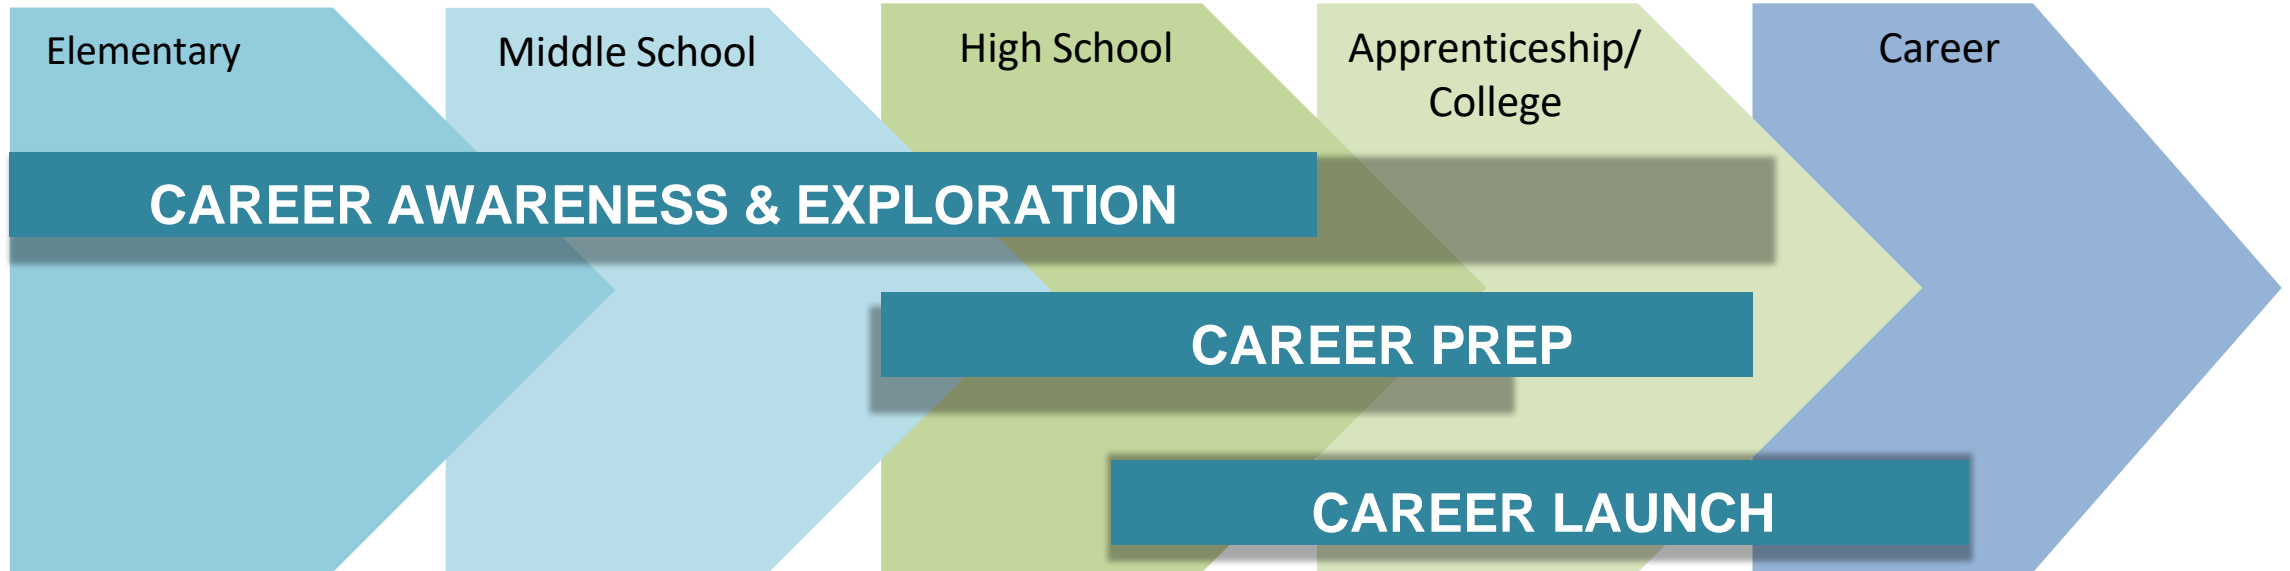 Elementary
Middle School
High School
Apprenticeship/
College
Career
CAREER AWARENESS & EXPLORATION
CAREER PREP
CAREER LAUNCH